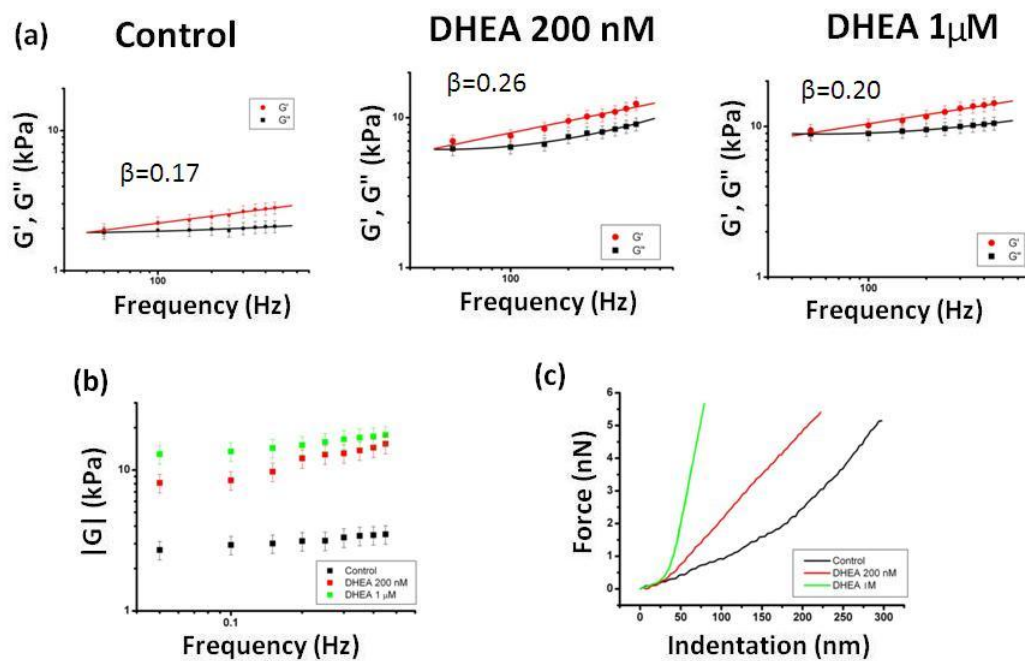 (a)
Control
DHEA 200 nM
DHEA 1μM
G', G" (kPa)
10
1
100
β=0.17
G'
G"
Frequency (Hz)
G', G" (kPa)
10
1
100
β=0.26
G'
G"
Frequency (Hz)
G', G" (kPa)
10
1
100
β=0.20
G'
G"
Frequency (Hz)
(b)
|G| (kPa)
10
1
0.1
Control
DHEA 200 nM
DHEA 1 μM
Frequency (Hz)
(c)
Force (nN)
6
5
4
3
2
1
0
0 50 100 150 200 250 300
Control
DHEA 200 nM
Indentation (nm)